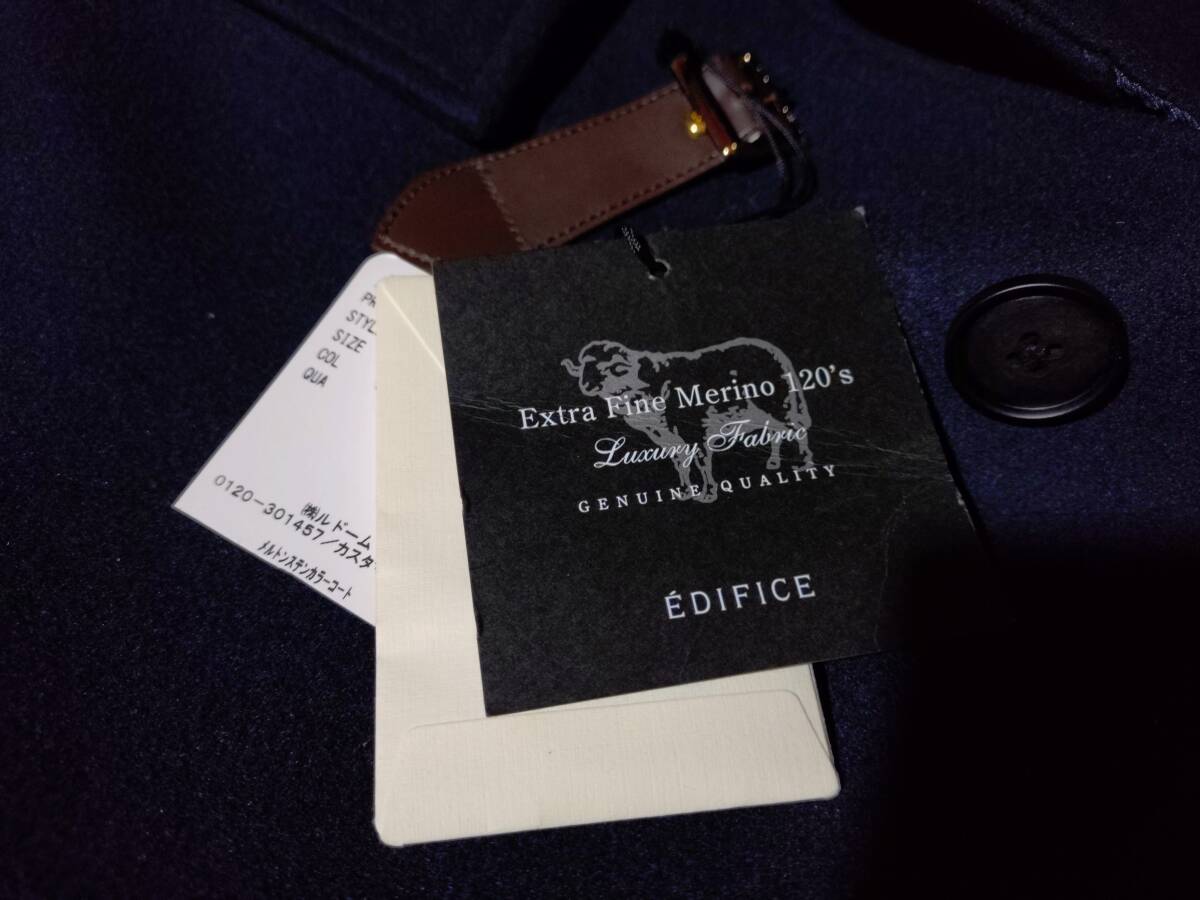 Extra Fine Merino 120's
Luxury Fabric
GENUINE QUALITY
ÉDIFICE
STYL
SIZE
COL
QUA
㈱ルドーム
0120-301457/カスタ
メルトンステンカラーコート